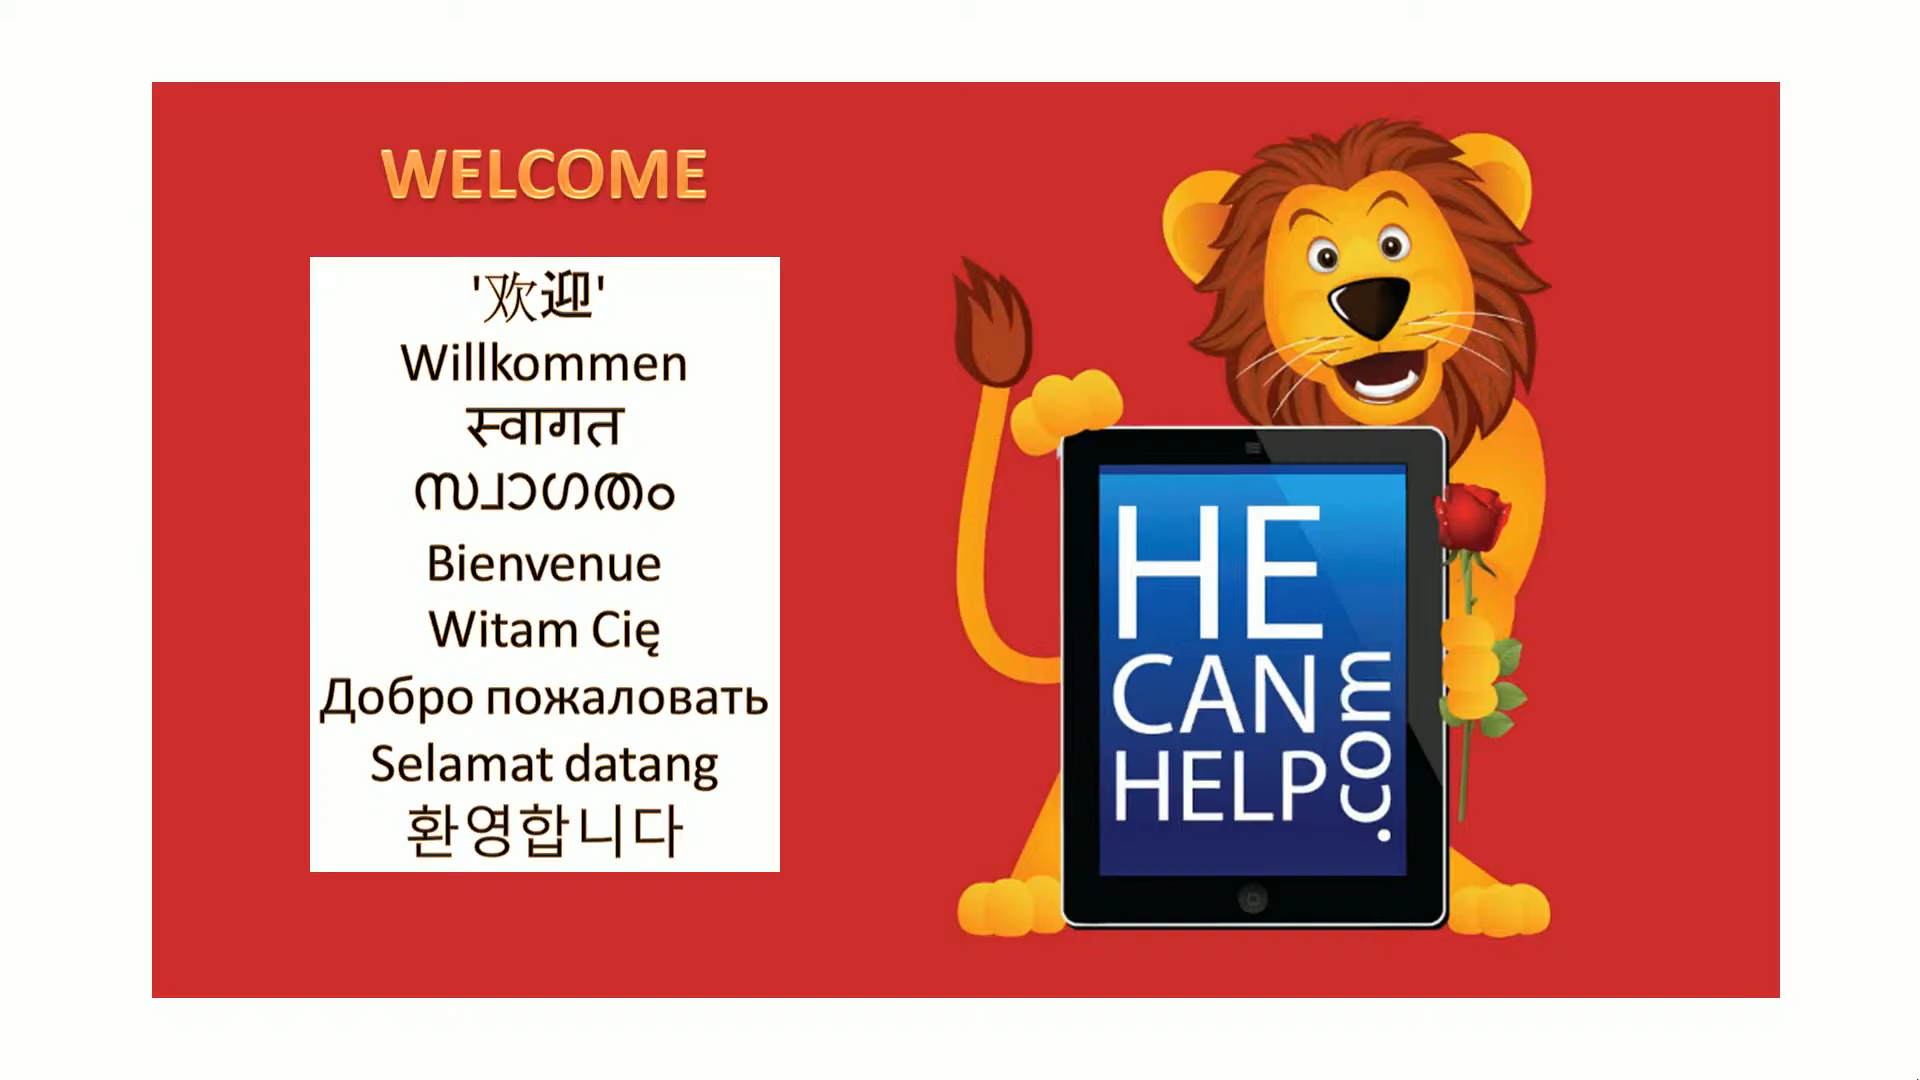 WELCOME
'欢迎'
Willkommen
स्वागत
സ്വാഗതം
Bienvenue
Witam Cię
Добро пожаловать
Selamat datang
환영합니다
HE
CAN
HELP
.com